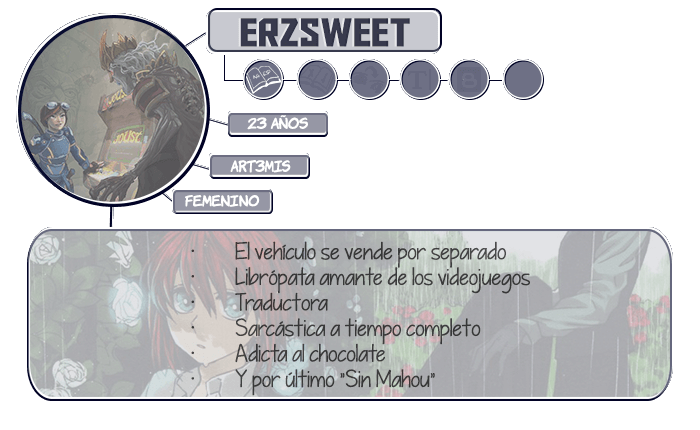 ERZSWEET
23 AÑOS
ART3MIS
FEMENINO
· El vehículo se vende por separado
· Librópata amante de los videojuegos
· Traductora
· Sarcástica a tiempo completo
· Adicta al chocolate
· Y por último "Sin Mahou"